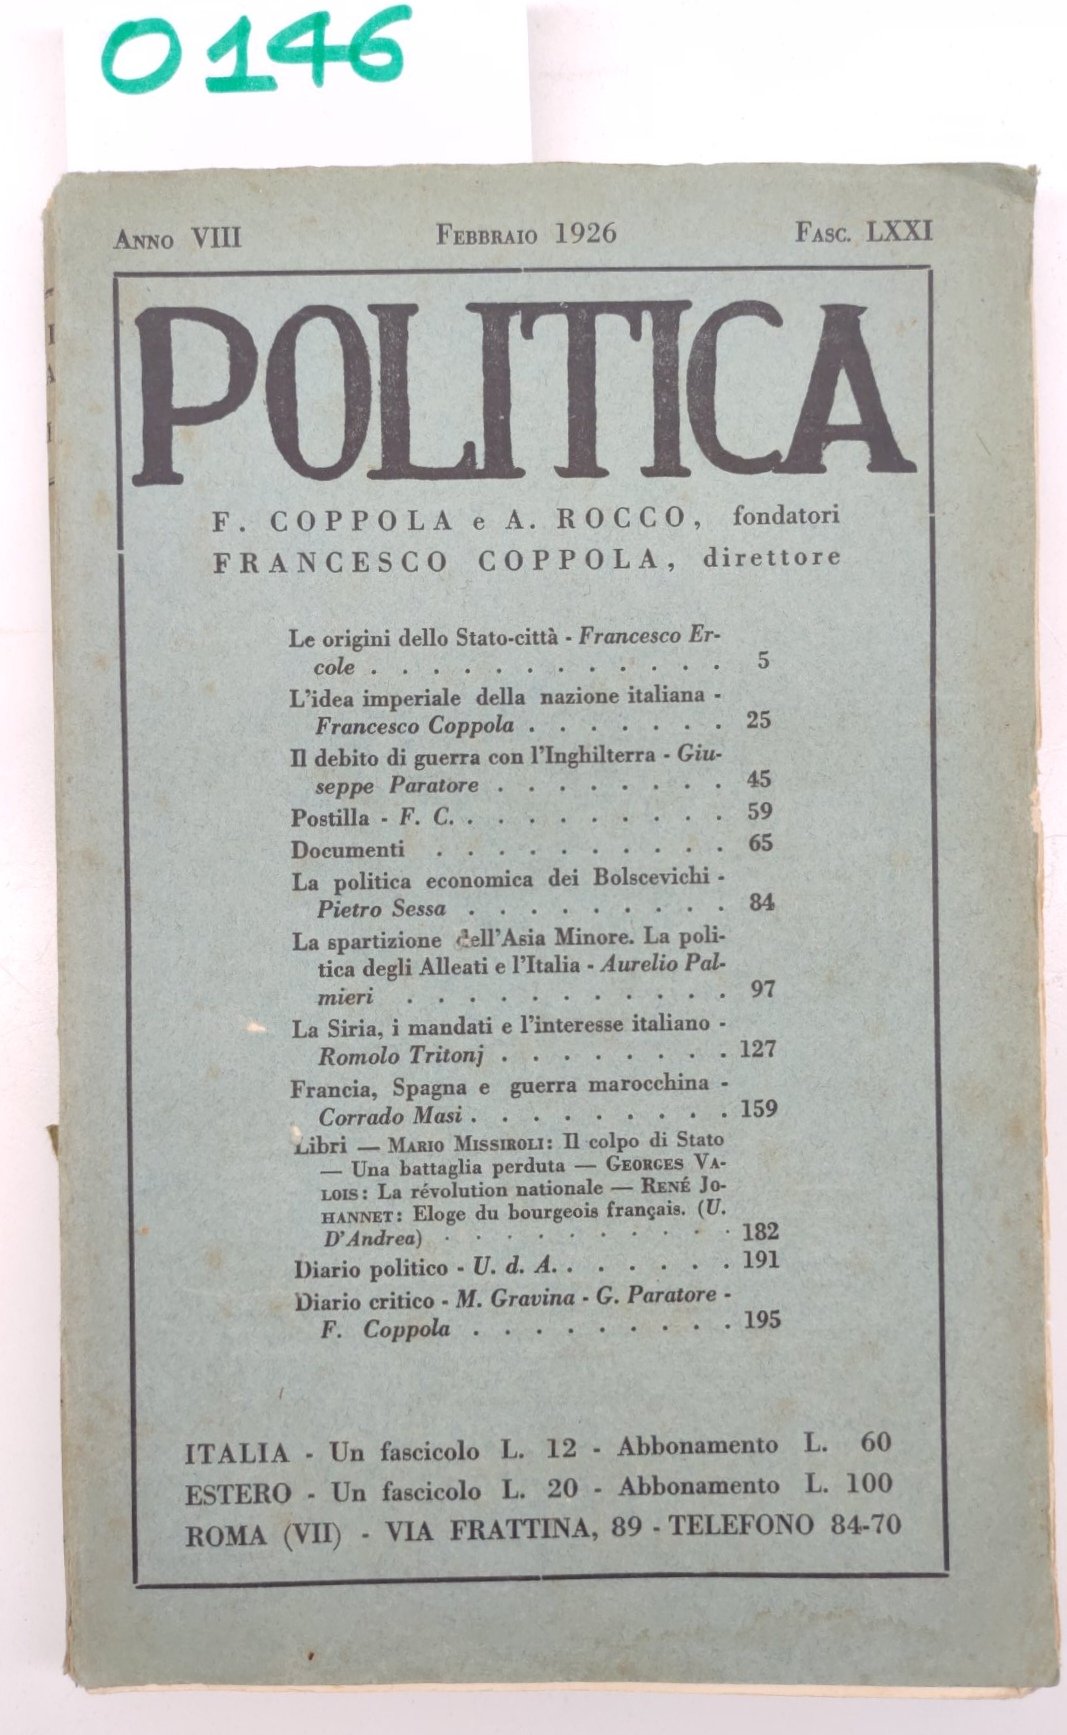 0146
ANNO VIII FEBBRAIO 1926 FASC. LXXI
POLITICA
F. COPPOLA e A. ROCCO, fondatori
FRANCESCO COPPOLA, direttore
Le origini dello Stato-città - Francesco Er-
cole . . . . . . . . . . . . 5
L'idea imperiale della nazione italiana -
Francesco Coppola . . . . . . . 25
Il debito di guerra con l'Inghilterra - Giu-
seppe Paratore . . . . . . . . 45
Postilla - F. C. . . . . . . . . . 59
Documenti . . . . . . . . . . 65
La politica economica dei Bolscevichi -
Pietro Sessa . . . . . . . . . 84
La spartizione dell'Asia Minore. La poli-
tica degli Alleati e l'Italia - Aurelio Pal-
mieri . . . . . . . . . . . 97
La Siria, i mandati e l'interesse italiano -
Romolo Tritonj . . . . . . . . 127
Francia, Spagna e guerra marocchina -
Corrado Masi . . . . . . . . . 159
Libri — MARIO MISSIROLI: Il colpo di Stato
— Una battaglia perduta — GEORGES VA-
LOIS: La révolution nationale — RENÉ JO-
HANNET: Eloge du bourgeois français. (U.
D'Andrea) . . . . . . . . . . 182
Diario politico - U. d. A. . . . . . . 191
Diario critico - M. Gravina - G. Paratore -
F. Coppola . . . . . . . . . 195
ITALIA - Un fascicolo L. 12 - Abbonamento L. 60
ESTERO - Un fascicolo L. 20 - Abbonamento L. 100
ROMA (VII) - VIA FRATTINA, 89 - TELEFONO 84-70